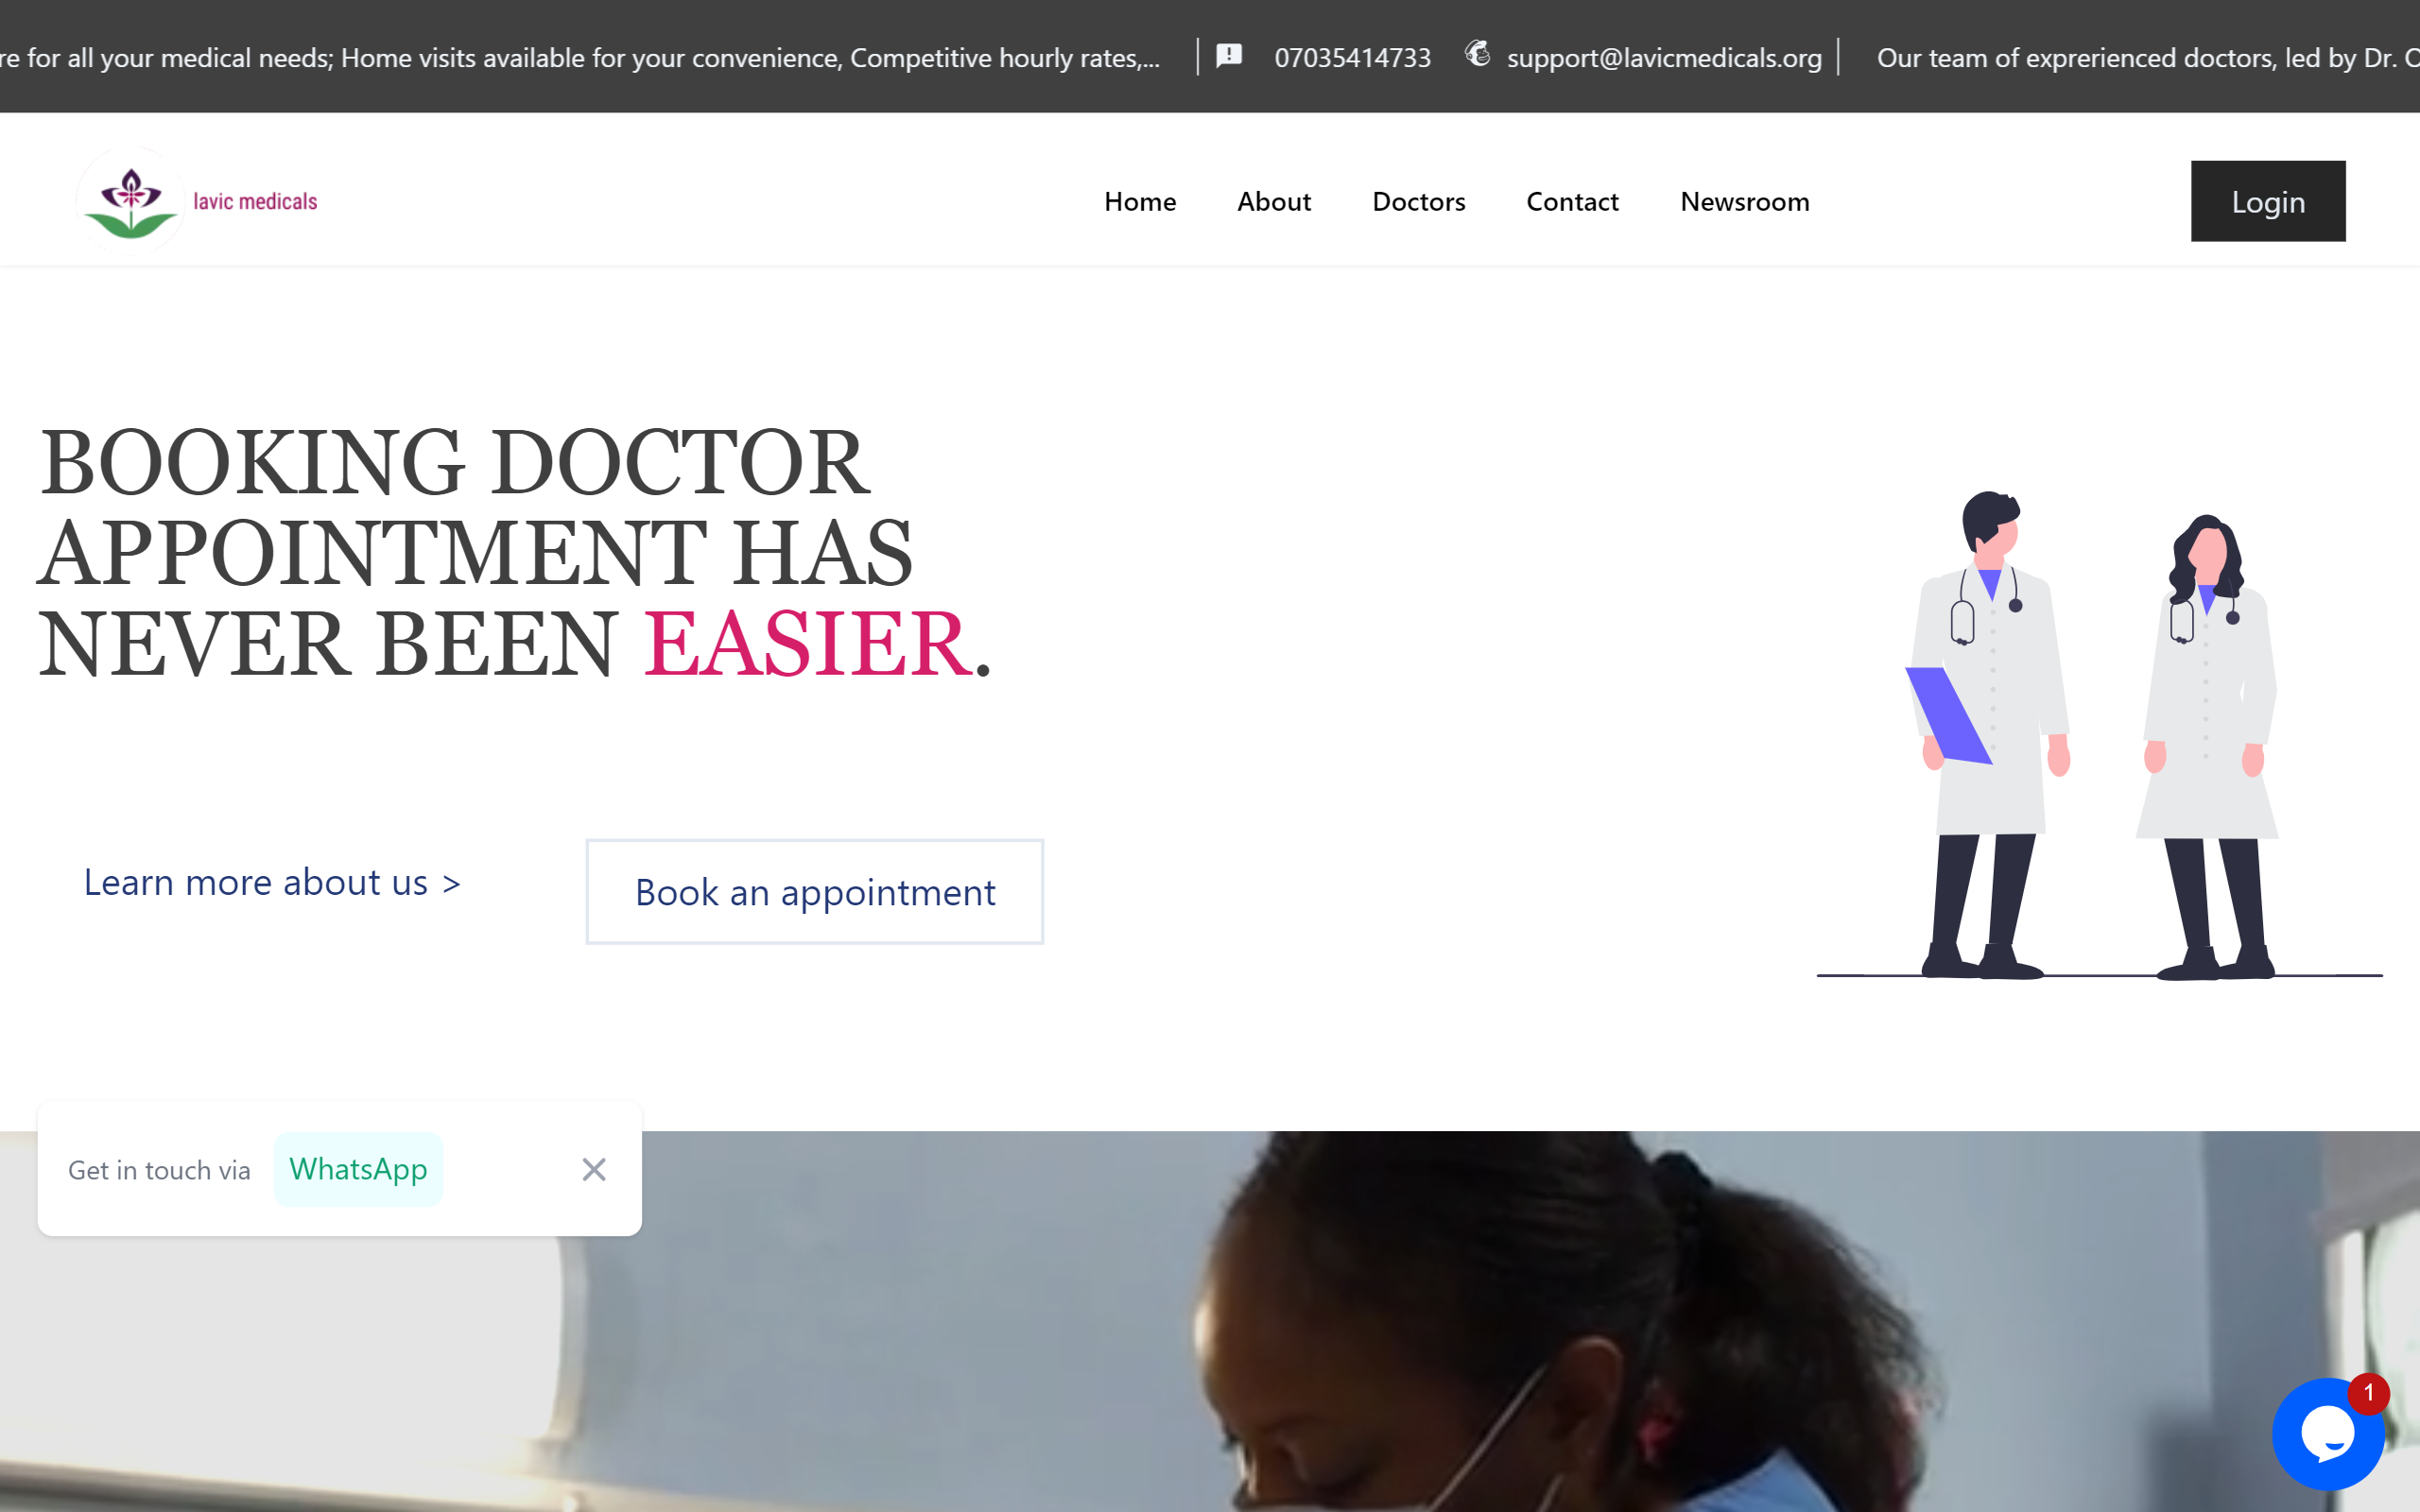 re for all your medical needs; Home visits available for your convenience, Competitive hourly rates,... 07035414733 support@lavicmedicals.org Our team of exprerienced doctors, led by Dr.
lavic medicals
Home About Doctors Contact Newsroom
Login
BOOKING DOCTOR
APPOINTMENT HAS
NEVER BEEN EASIER.
Learn more about us >
Book an appointment
Get in touch via WhatsApp
1